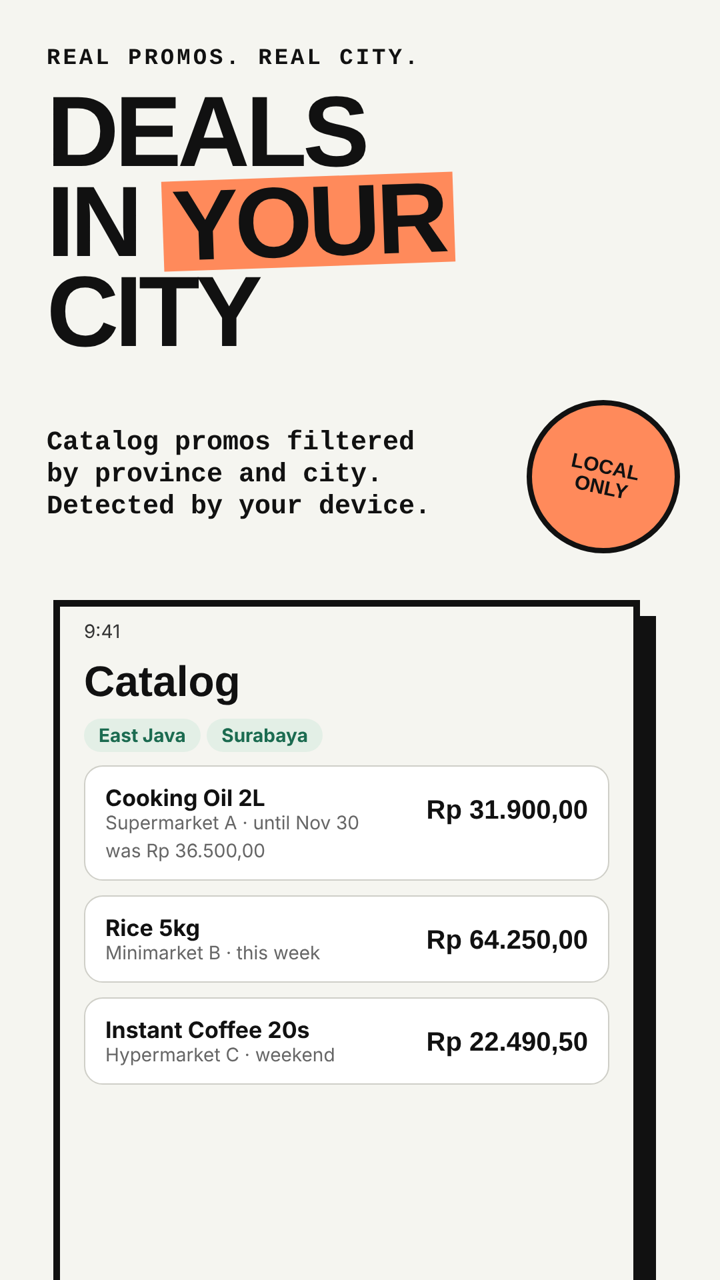 REAL PROMOS. REAL CITY.
DEALS
IN YOUR
CITY
Catalog promos filtered
by province and city.
Detected by your device.
LOCAL
ONLY
9:41
Catalog
East Java Surabaya
Cooking Oil 2L
Supermarket A · until Nov 30
was Rp 36.500,00
Rp 31.900,00
Rice 5kg
Minimarket B · this week
Rp 64.250,00
Instant Coffee 20s
Hypermarket C · weekend
Rp 22.490,50